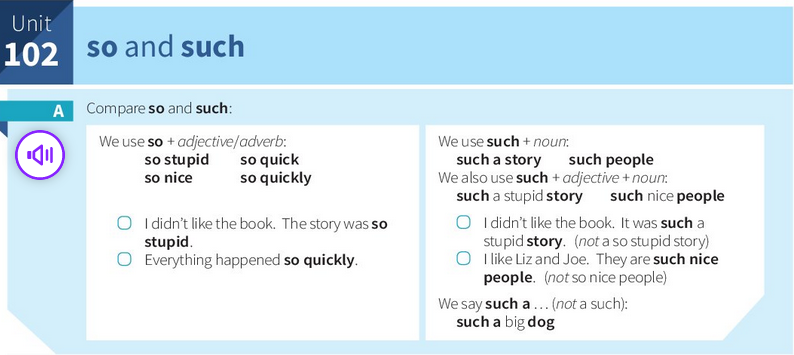 Unit
102
so and such
A
Compare so and such:
We use so + adjective/adverb:
so stupid so quick
so nice so quickly
I didn’t like the book. The story was so
stupid.
Everything happened so quickly.
We use such + noun:
such a story such people
We also use such + adjective + noun:
such a stupid story such nice people
I didn’t like the book. It was such a
stupid story. (not a so stupid story)
I like Liz and Joe. They are such nice
people. (not so nice people)
We say such a … (not a such):
such a big dog